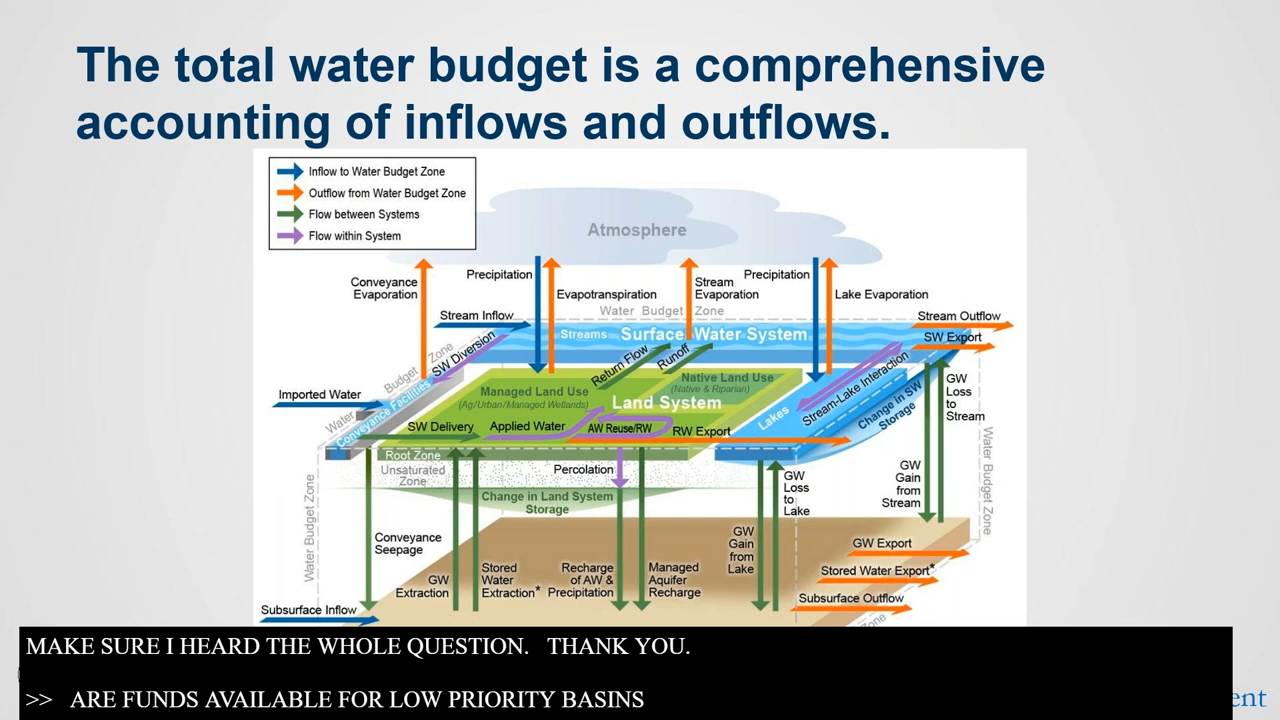 The total water budget is a comprehensive
accounting of inflows and outflows.
Inflow to Water Budget Zone
Outflow from Water Budget Zone
Flow between Systems
Flow within System
Atmosphere
Conveyance
Evaporation
Precipitation
Evapotranspiration
Stream
Evaporation
Precipitation
Lake Evaporation
Water Budget Zone
Stream Inflow
Streams
Surface Water System
Stream Outflow
SW Export
Water Budget Zone
SW Diversion
Return Flow
Runoff
Stream-Lake Interaction
Imported Water
Conveyance Facilities
Managed Land Use
(Ag/Urban/Managed Wetlands)
Native Land Use
(Native & Riparian)
Land System
Lakes
Change in SW
Storage
GW
Loss
to
Stream
SW Delivery
Applied Water
AW Reuse/RW
RW Export
Root Zone
Unsaturated
Zone
Percolation
Change in Land System
Storage
GW
Loss
to
Lake
GW
Gain
from
Stream
Water Budget Zone
Water Budget Zone
Conveyance
Seepage
GW
Extraction
Stored
Water
Extraction*
Recharge
of AW &
Precipitation
Managed
Aquifer
Recharge
GW
Gain
from
Lake
GW Export
Stored Water Export*
Subsurface Outflow
Subsurface Inflow
Zone
MAKE SURE I HEARD THE WHOLE QUESTION. THANK YOU.
>> ARE FUNDS AVAILABLE FOR LOW PRIORITY BASINS
ent